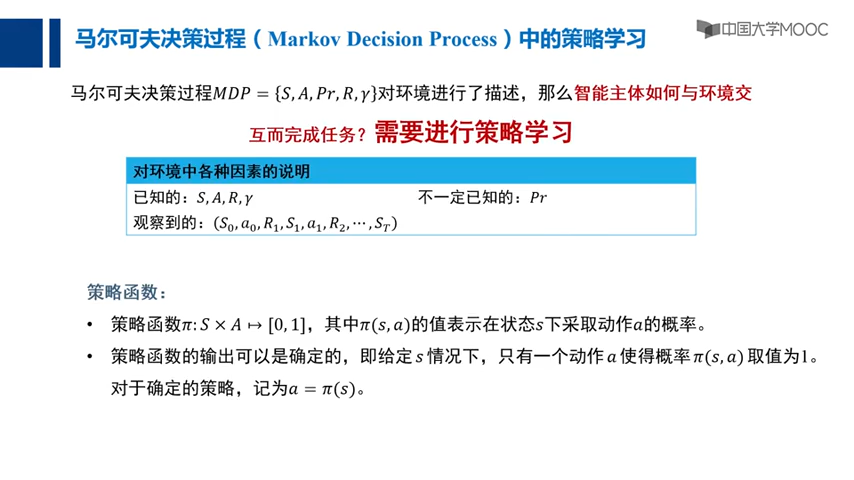 马尔可夫决策过程（Markov Decision Process）中的策略学习
中国大学MOOC
马尔可夫决策过程MDP = {S, A, Pr, R, γ}对环境进行了描述，那么智能主体如何与环境交
互而完成任务？需要进行策略学习
对环境中各种因素的说明
已知的：S, A, R, γ 不一定已知的：Pr
观察到的：(S₀, a₀, R₁, S₁, a₁, R₂, ⋯, S_T)
策略函数：
• 策略函数π: S × A ↦ [0, 1]，其中π(s, a)的值表示在状态s下采取动作a的概率。
• 策略函数的输出可以是确定的，即给定 s 情况下，只有一个动作 a 使得概率 π(s, a) 取值为1。
对于确定的策略，记为a = π(s)。